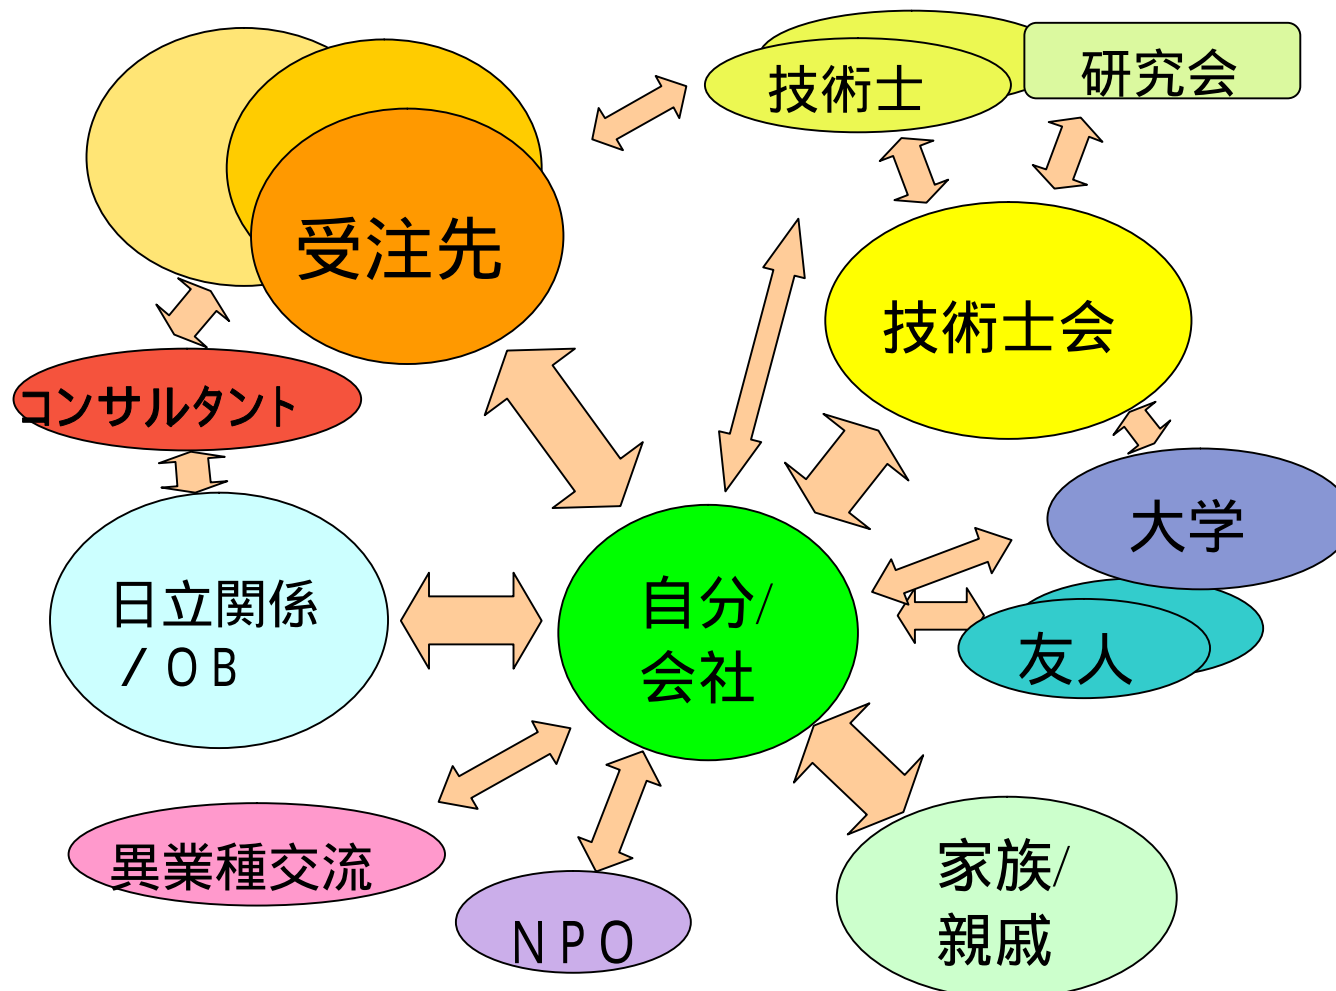 技術士
研究会
受注先
技術士会
コンサルタント
大学
日立関係
／ＯＢ
自分/
会社
友人
異業種交流
ＮＰＯ
家族/
親戚